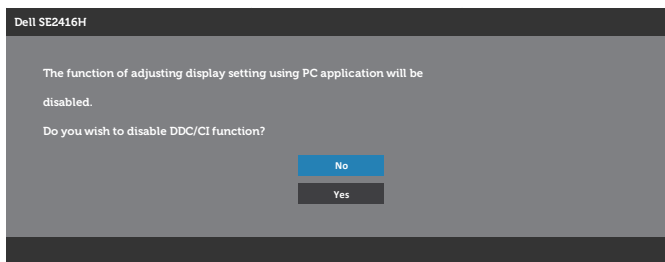 Dell SE2416H
The function of adjusting display setting using PC application will be
disabled.
Do you wish to disable DDC/CI function?
No
Yes